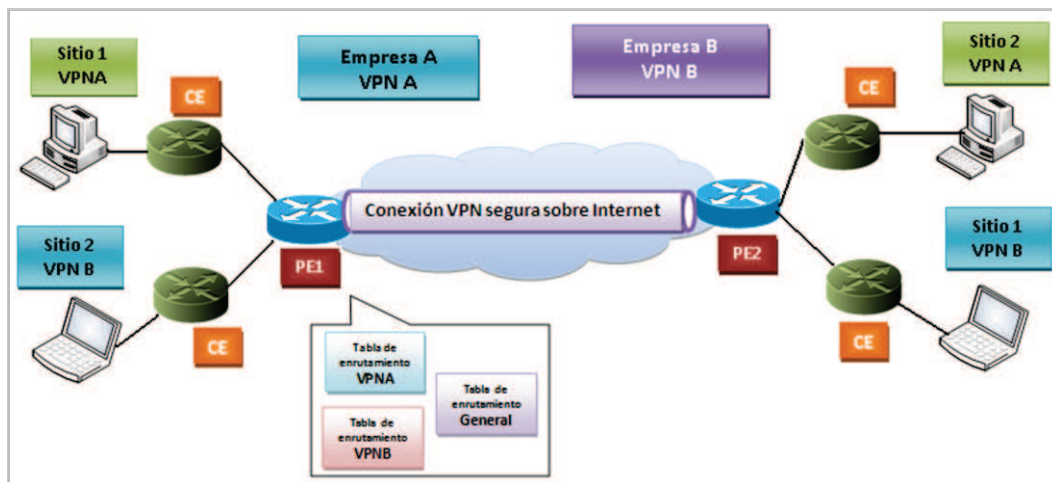 Sitio 1
VPNA
CE
Empresa A
VPN A
Empresa B
VPN B
CE
Sitio 2
VPN A
Conexión VPN segura sobre Internet
Sitio 2
VPN B
PE1
PE2
Sitio 1
VPN B
CE
CE
Tabla de
enrutamiento
VPNA
Tabla de
enrutamiento
General
Tabla de
enrutamiento
VPNB